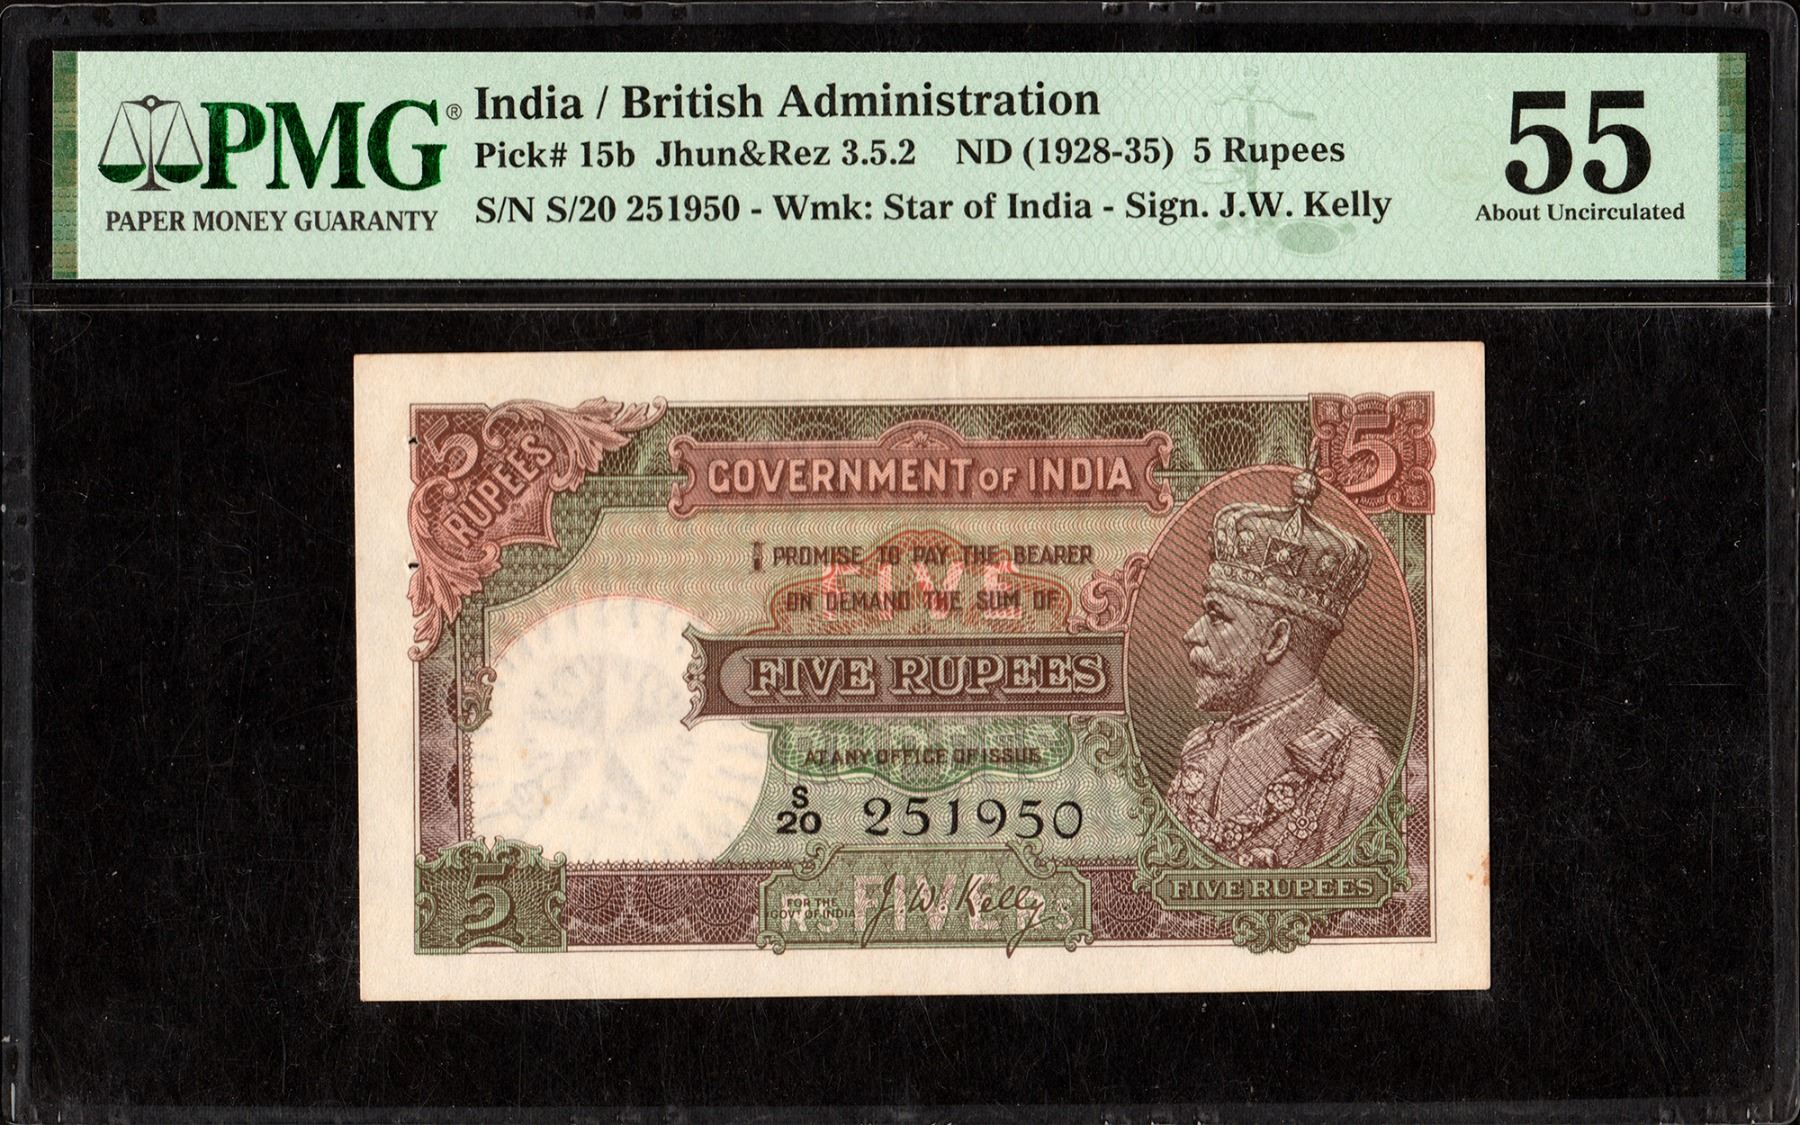 PMG®
PAPER MONEY GUARANTY
India / British Administration
Pick# 15b Jhun&Rez 3.5.2 ND (1928-35) 5 Rupees
S/N S/20 251950 - Wmk: Star of India - Sign. J.W. Kelly
55
About Uncirculated
5
RUPEES
GOVERNMENT OF INDIA
5
I PROMISE TO PAY THE BEARER
FIVE
ON DEMAND THE SUM OF
FIVE RUPEES
AT ANY OFFICE OF ISSUE
S/20 251950
5
FOR THE
GOVT OF INDIA
RS FIVE RS
J. W. Kelly
FIVE RUPEES